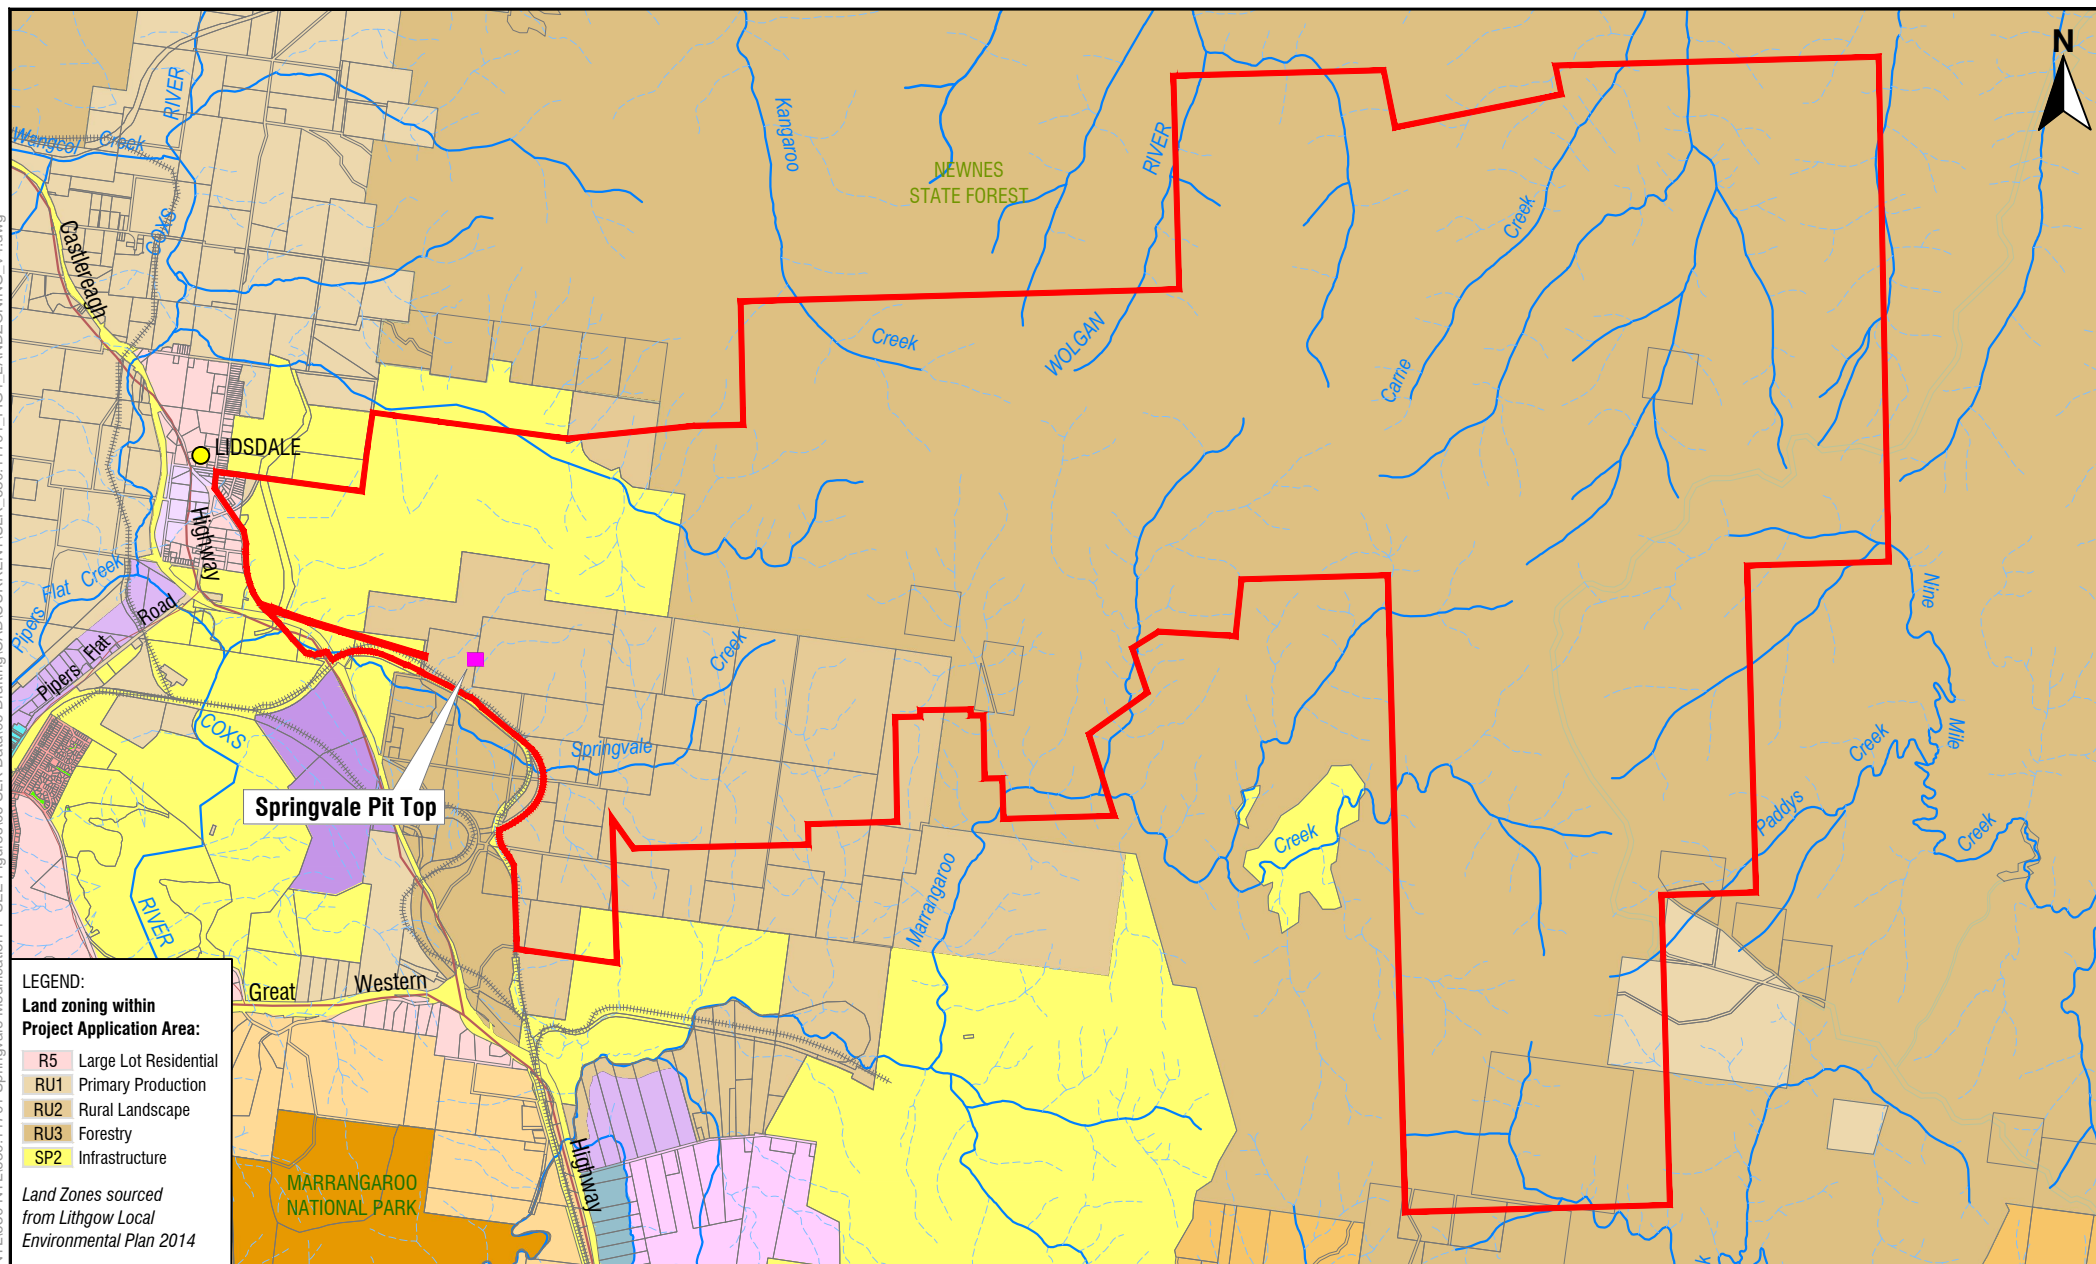 N
RIVER
Wangcol Creek
COXS
Castlereagh
Kangaroo
NEWNES
STATE FOREST
RIVER
Creek
Creek
WOLGAN
Carne
LIDSDALE
Highway
Pipers Flat Creek
Pipers Flat Road
Creek
Springvale
COXS
Springvale Pit Top
Nine
Mile
Creek
Paddys
Creek
Creek
Marrangaroo
RIVER
Great Western
Highway
MARRANGAROO
NATIONAL PARK
LEGEND:
Land zoning within
Project Application Area:
R5 Large Lot Residential
RU1 Primary Production
RU2 Rural Landscape
RU3 Forestry
SP2 Infrastructure
Land Zones sourced
from Lithgow Local
Environmental Plan 2014